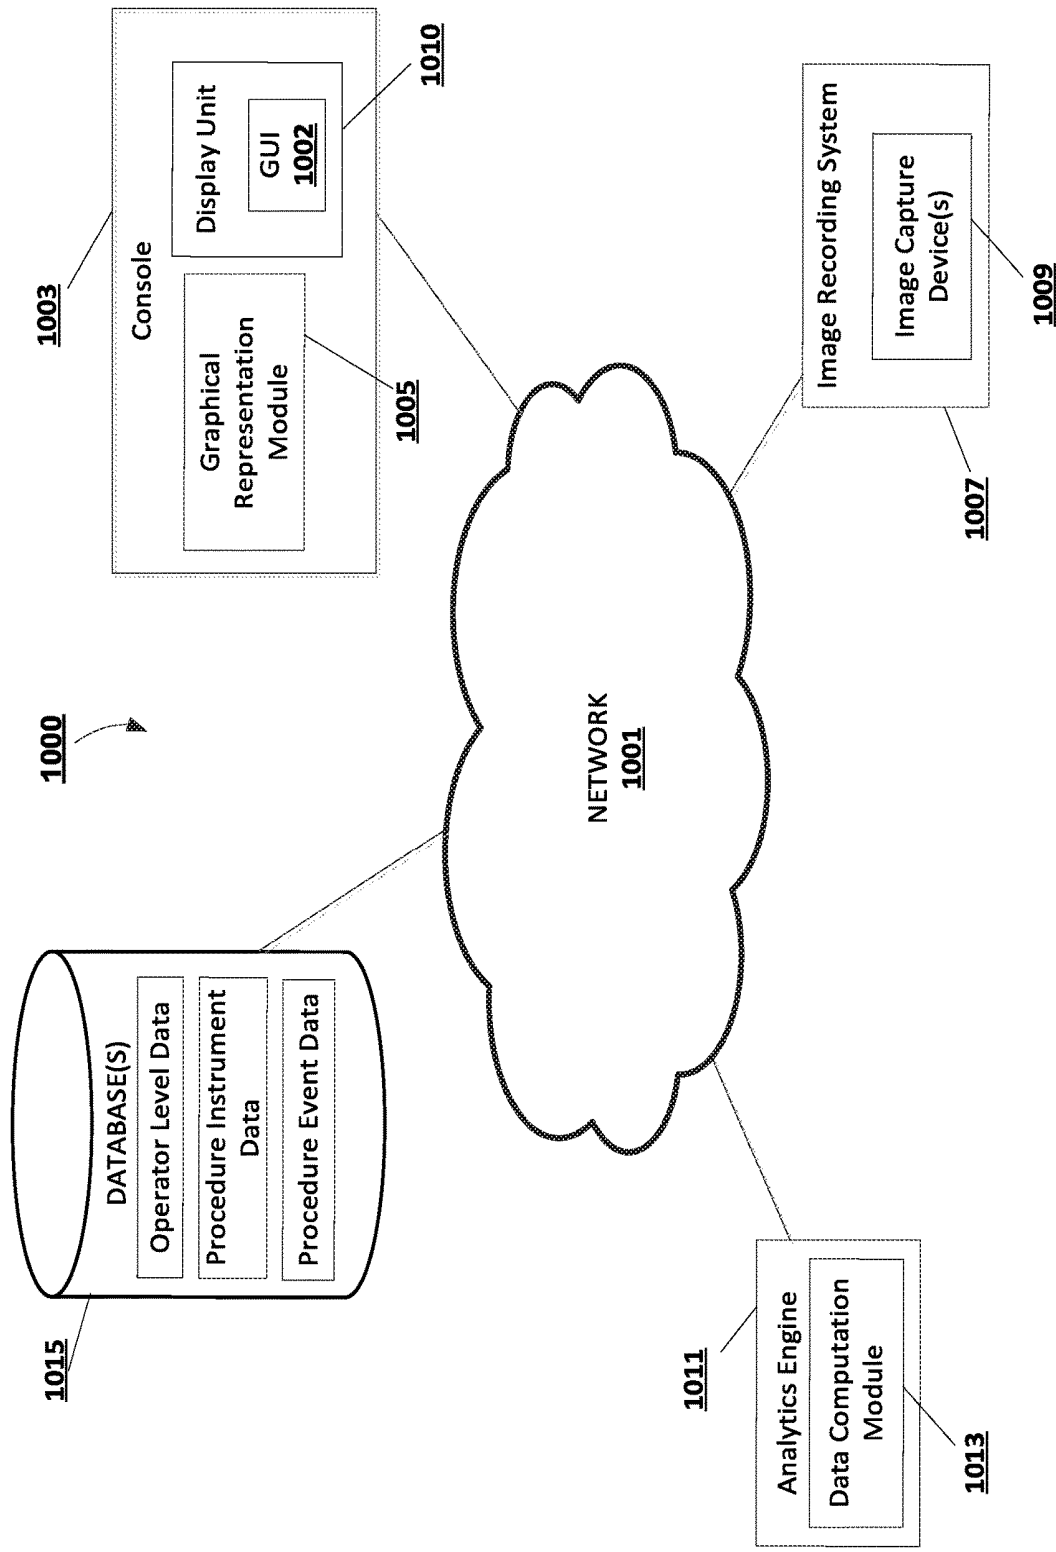 1000
1015
DATABASE(S)
Operator Level Data
Procedure Instrument
Data
Procedure Event Data
1003
Console
Graphical
Representation
Module
1005
Display Unit
GUI
1002
1010
NETWORK
1001
1011
Analytics Engine
Data Computation
Module
1013
Image Recording System
Image Capture
Device(s)
1009
1007